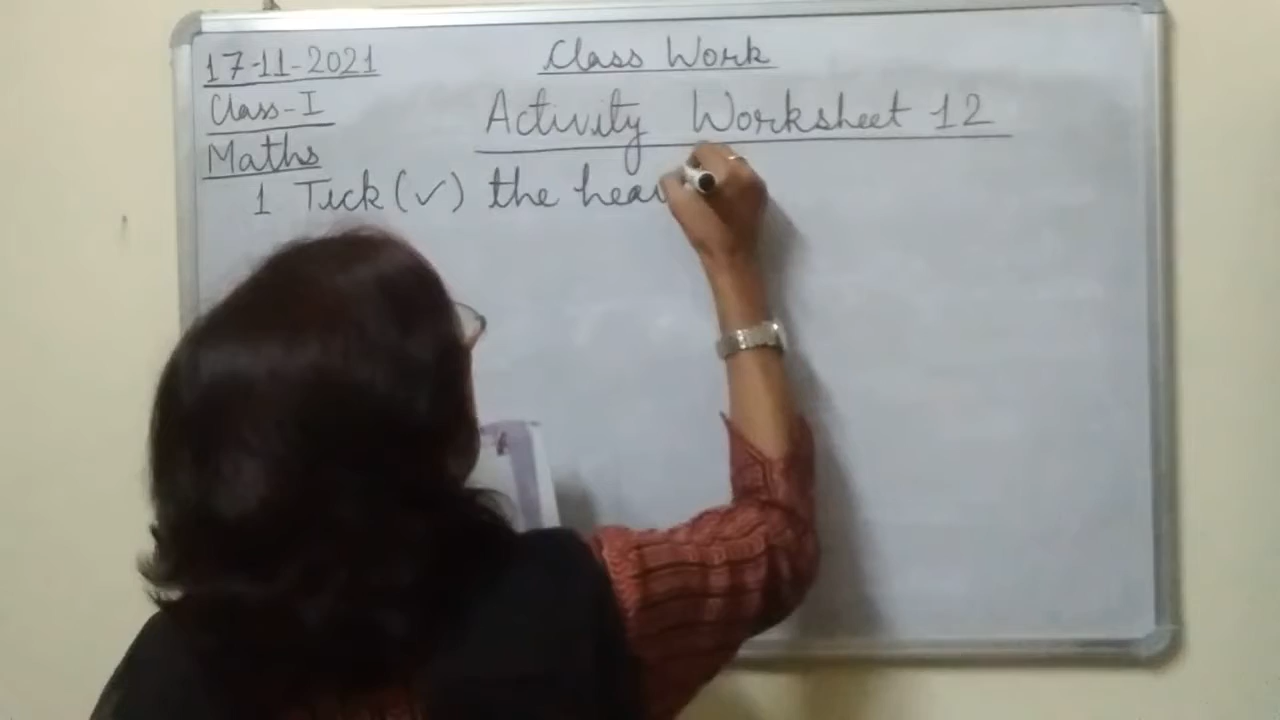 17-11-2021
Class Work
Class-I
Activity Worksheet 12
Maths
1 Tick (✓) the hea